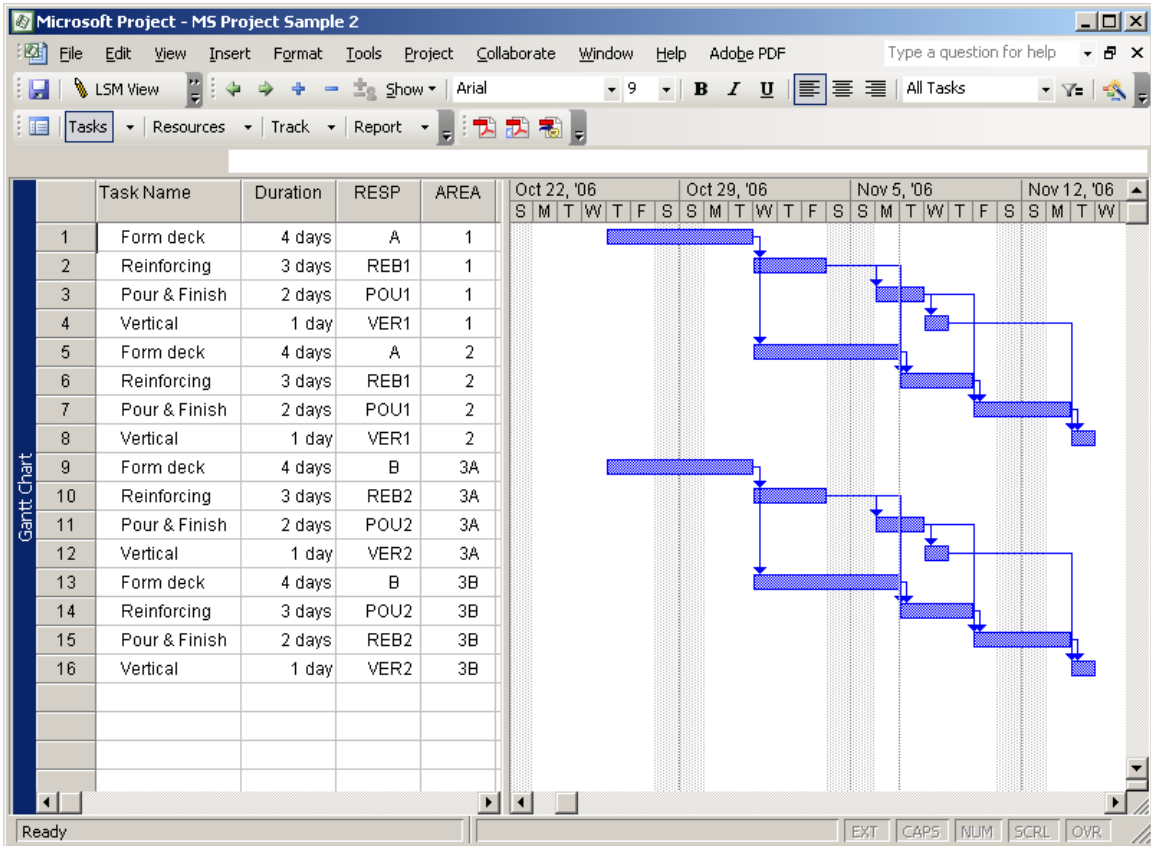 Microsoft Project - MS Project Sample 2
File Edit View Insert Format Tools Project Collaborate Window Help Adobe PDF Type a question for help
LSM View Show Arial 9 B I U All Tasks
Tasks Resources Track Report
Task Name Duration RESP AREA Oct 22, '06 Oct 29, '06 Nov 5, '06 Nov 12, '06
S M T W T F S S M T W T F S S M T W T F S S M T W
1 Form deck 4 days A 1
2 Reinforcing 3 days REB1 1
3 Pour & Finish 2 days POU1 1
4 Vertical 1 day VER1 1
5 Form deck 4 days A 2
6 Reinforcing 3 days REB1 2
7 Pour & Finish 2 days POU1 2
8 Vertical 1 day VER1 2
9 Form deck 4 days B 3A
10 Reinforcing 3 days REB2 3A
11 Pour & Finish 2 days POU2 3A
12 Vertical 1 day VER2 3A
13 Form deck 4 days B 3B
14 Reinforcing 3 days POU2 3B
15 Pour & Finish 2 days REB2 3B
16 Vertical 1 day VER2 3B
Gantt Chart
Ready EXT CAPS NUM SCRL OVR